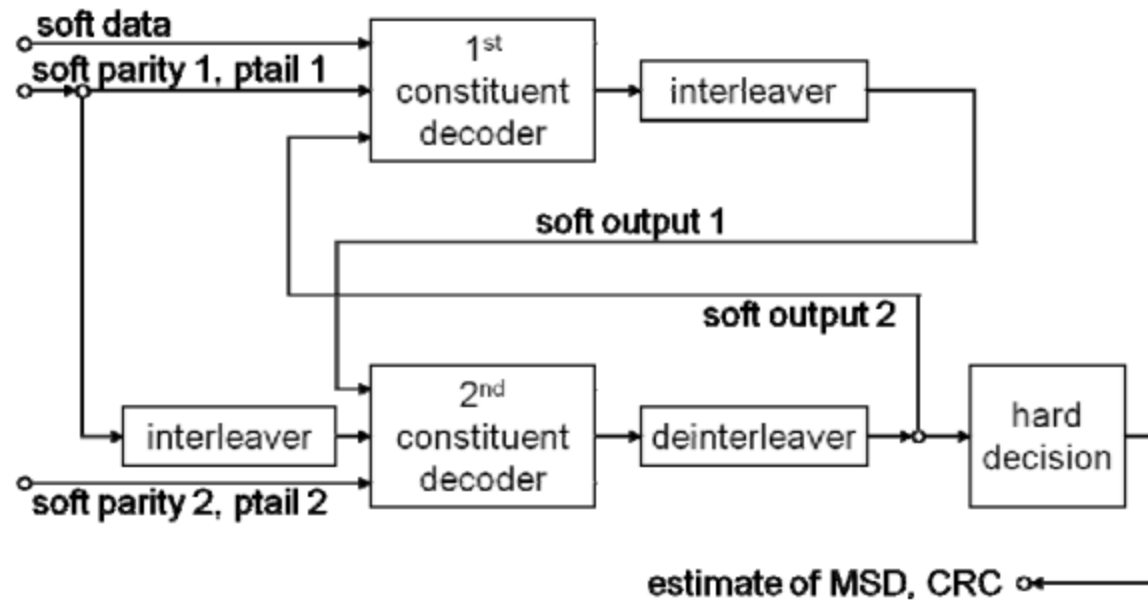 soft data
soft parity 1, ptail 1
1st
constituent
decoder
interleaver
soft output 1
soft output 2
interleaver
2nd
constituent
decoder
deinterleaver
hard
decision
soft parity 2, ptail 2
estimate of MSD, CRC